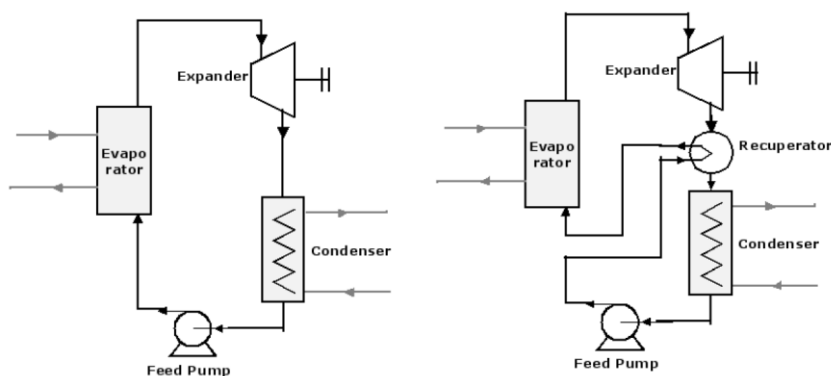 Expander
Evapo
rator
Condenser
Feed Pump
Expander
Recuperator
Evapo
rator
Condenser
Feed Pump